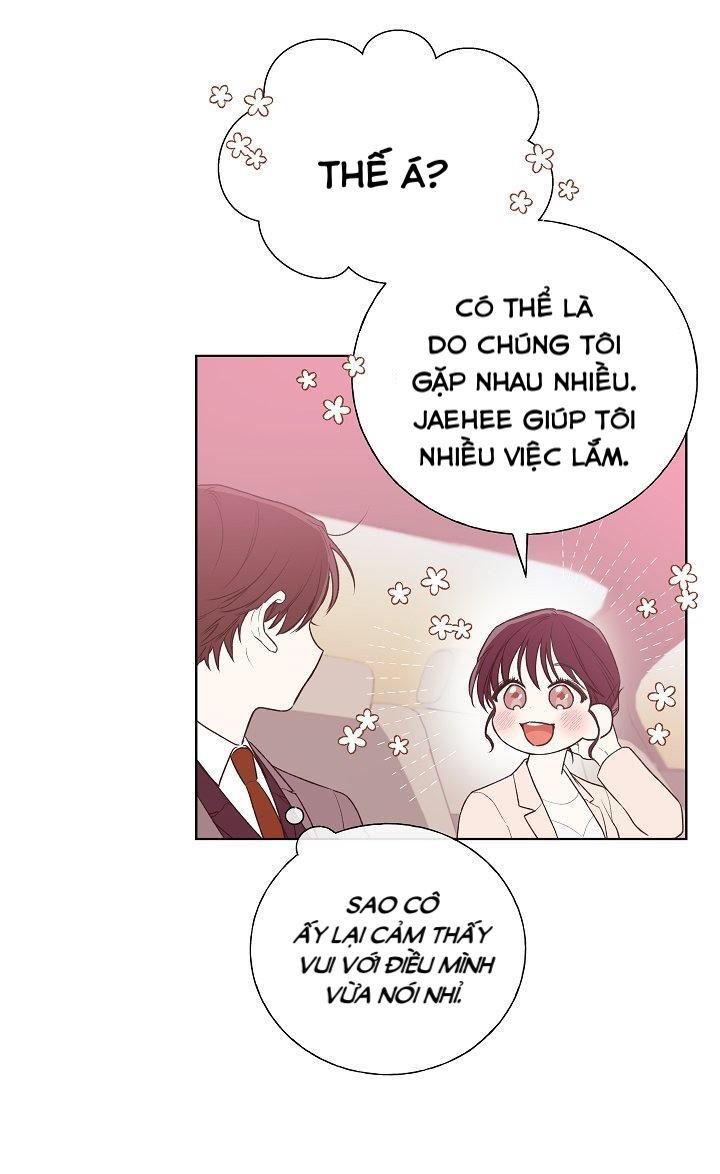 THẾ Á?
CÓ THỂ LÀ
DO CHÚNG TÔI
GẶP NHAU NHIỀU.
JAEHEE GIÚP TÔI
NHIỀU VIỆC LẮM.
SAO CÔ
ẤY LẠI CẢM THẤY
VUI VỚI ĐIỀU MÌNH
VỪA NÓI NHỈ.